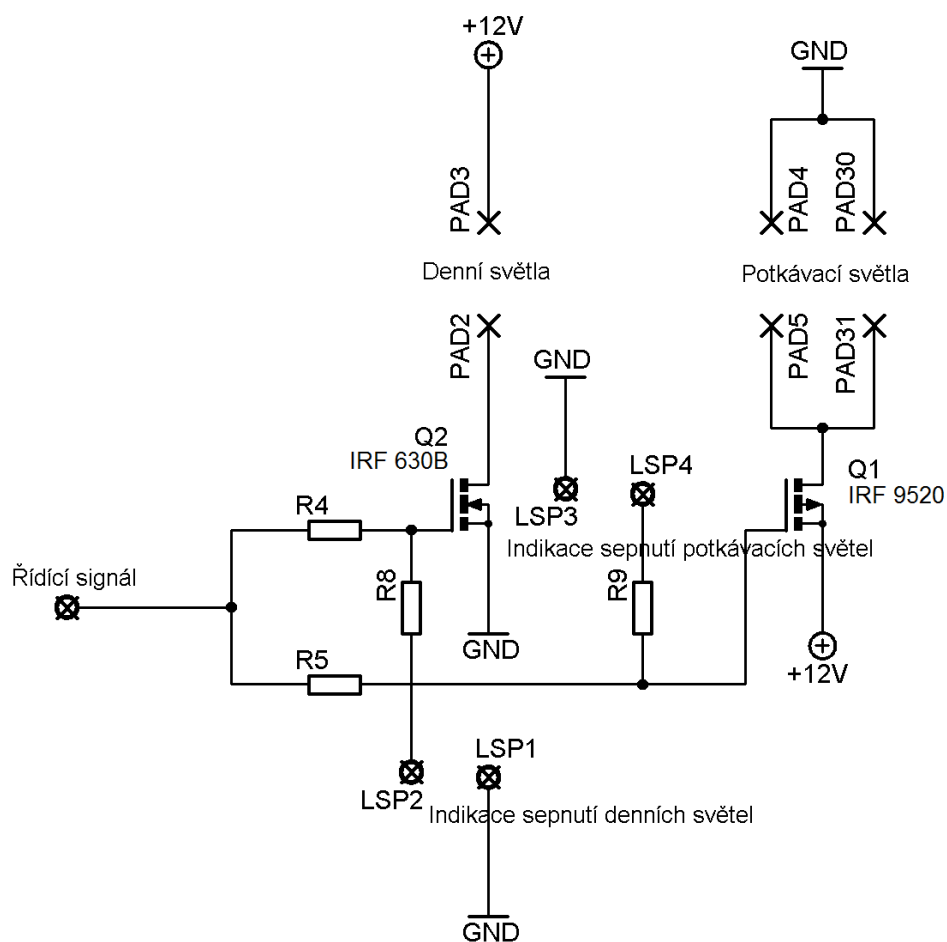 +12V
GND
PAD3
PAD4
PAD30
Denní světla
Potkávací světla
PAD2
PAD5
PAD31
GND
Q2
IRF 630B
LSP4
Q1
IRF 9520
R4
LSP3
Indikace sepnutí potkávacích světel
Řídící signál
R8
R9
GND
R5
+12V
LSP1
LSP2
Indikace sepnutí denních světel
GND